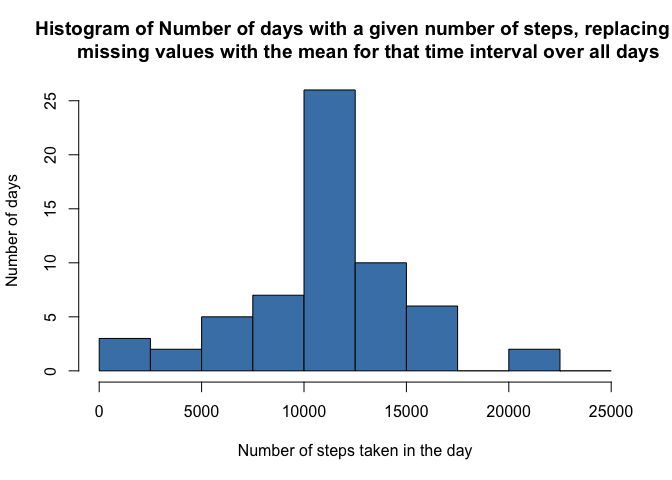 Histogram of Number of days with a given number of steps, replacing
missing values with the mean for that time interval over all days
Number of days
25
20
15
10
5
0
0 5000 10000 15000 20000 25000
Number of steps taken in the day